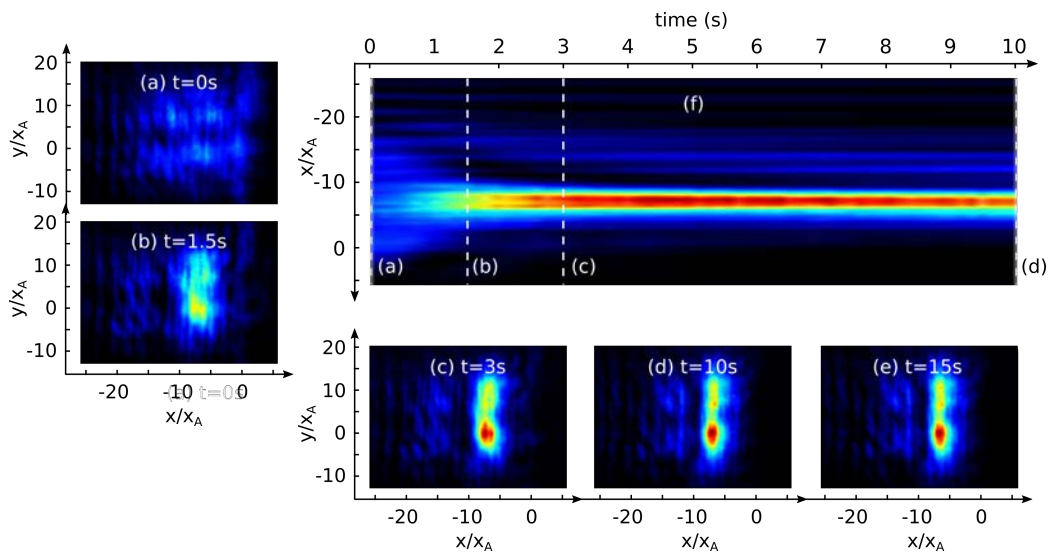 time (s)
0 1 2 3 4 5 6 7 8 9 10
20
10
0
-10
y/x_A
(a) t=0s
20
10
0
-10
y/x_A
(b) t=1.5s
-20 -10 0
(a) t=0s
x/x_A
-20
-10
0
x/x_A
(f)
(a) (b) (c) (d)
20
10
0
-10
y/x_A
(c) t=3s
(d) t=10s
(e) t=15s
-20 -10 0
-20 -10 0
-20 -10 0
x/x_A
x/x_A
x/x_A